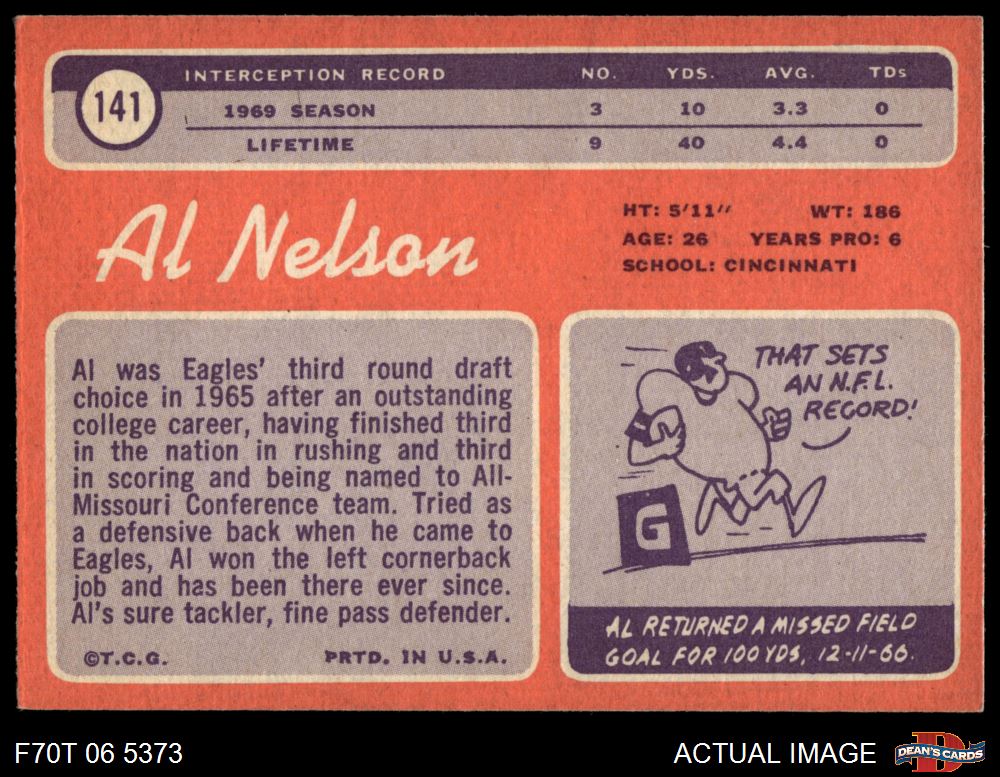 141
INTERCEPTION RECORD NO. YDS. AVG. TDs
1969 SEASON 3 10 3.3 0
LIFETIME 9 40 4.4 0
Al Nelson
HT: 5'11" WT: 186
AGE: 26 YEARS PRO: 6
SCHOOL: CINCINNATI
Al was Eagles' third round draft
choice in 1965 after an outstanding
college career, having finished third
in the nation in rushing and third
in scoring and being named to All-
Missouri Conference team. Tried as
a defensive back when he came to
Eagles, Al won the left cornerback
job and has been there ever since.
Al's sure tackler, fine pass defender.
©T.C.G. PRTD. IN U.S.A.
THAT SETS
AN N.F.L.
RECORD!
G
AL RETURNED A MISSED FIELD
GOAL FOR 100 YDS, 12-11-66.
F70T 06 5373
ACTUAL IMAGE
D
DEAN'S CARDS